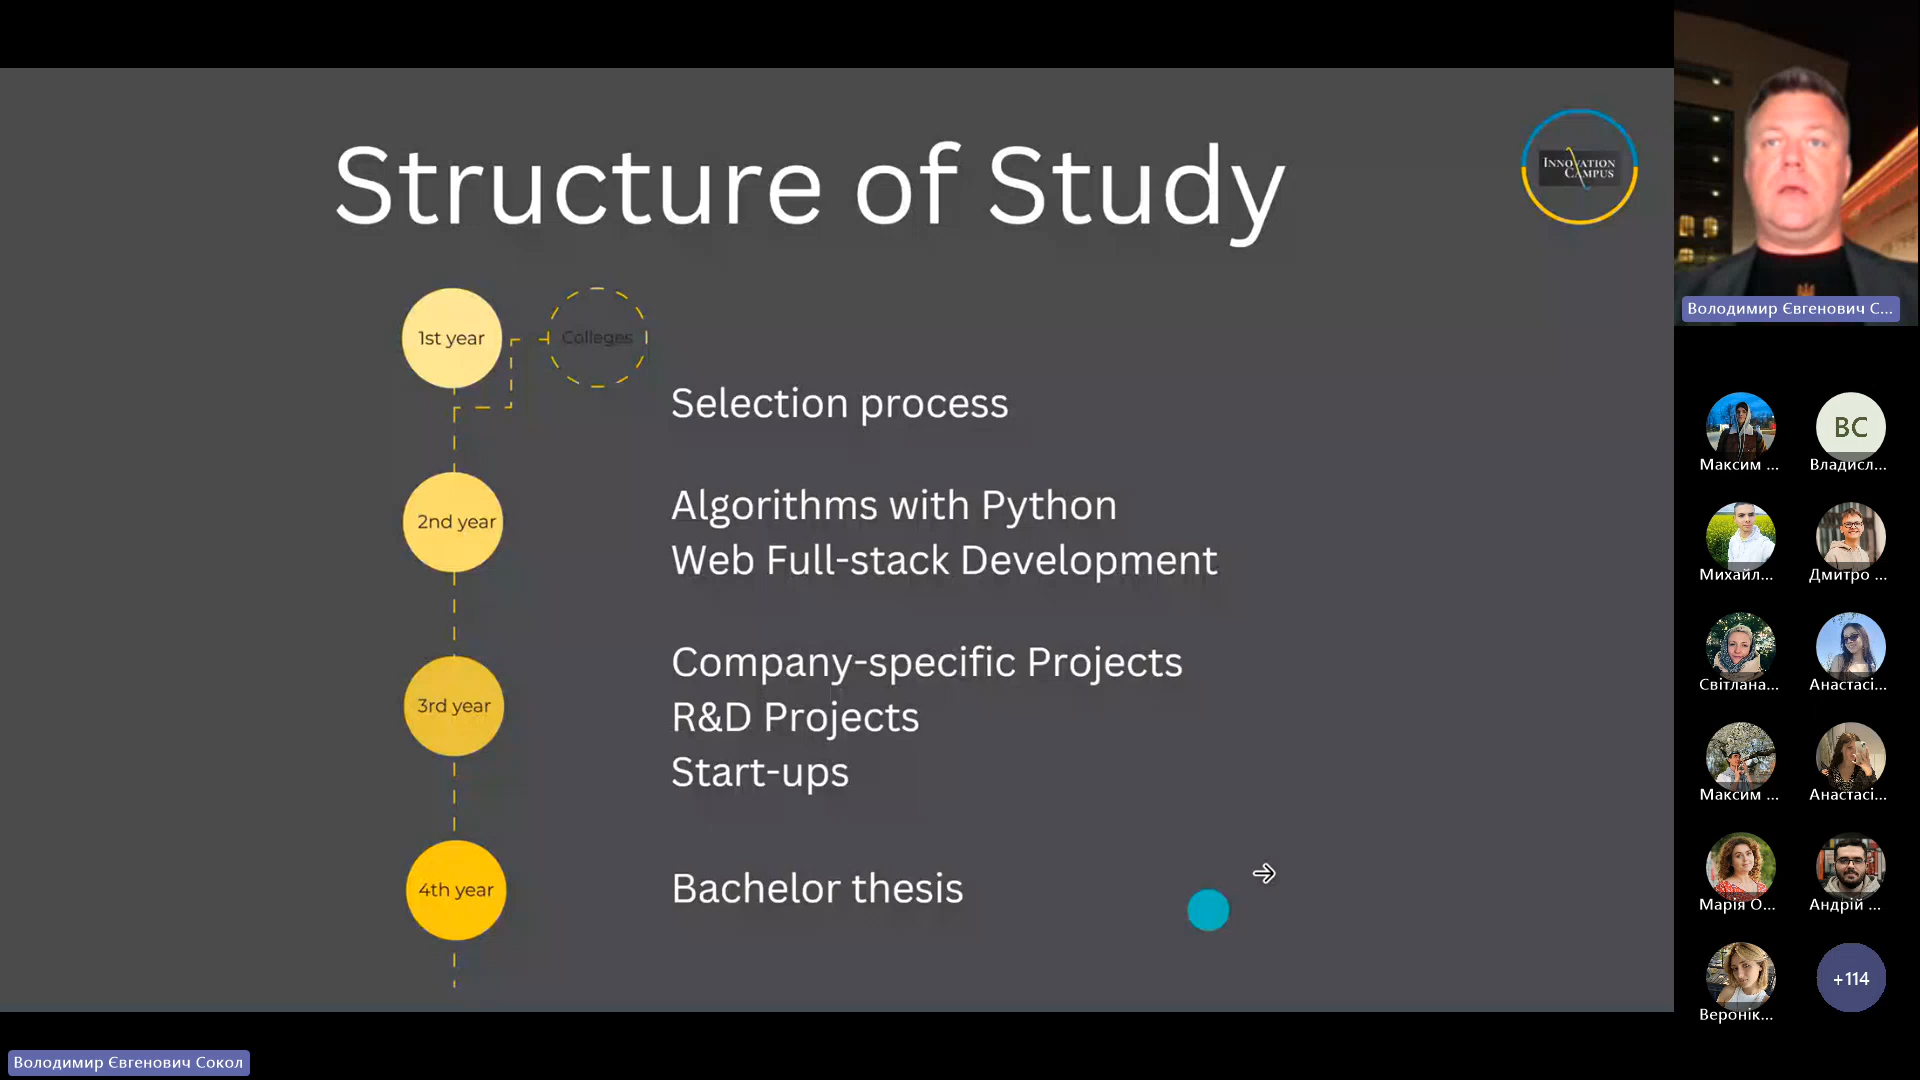 Structure of Study
INNOVATION
CAMPUS
1st year
Colleges
Selection process
2nd year
Algorithms with Python
Web Full-stack Development
3rd year
Company-specific Projects
R&D Projects
Start-ups
4th year
Bachelor thesis
Володимир Євгенович С...
Максим ...
ВС
Владисл...
Михайл...
Дмитро ...
Світлана...
Анастасі...
Максим ...
Анастасі...
Марія О...
Андрій ...
Веронік...
+114
Володимир Євгенович Сокол